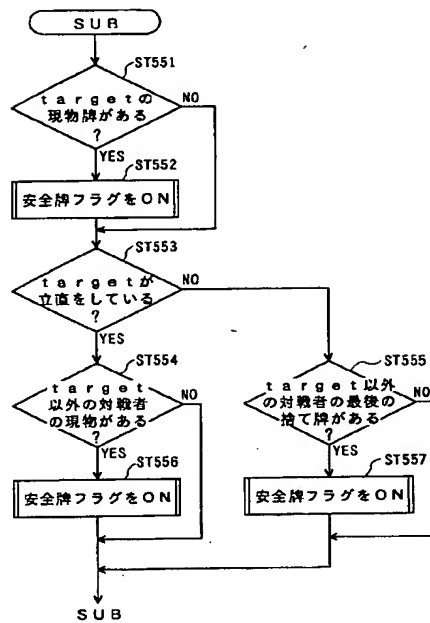 SUB
ST551
targetの
現物牌がある
?
NO
YES
ST552
安全牌フラグをON
ST553
targetが
立直をしている
?
NO
YES
ST554
target
以外の対戦者
の現物がある
?
NO
YES
ST555
target以外
の対戦者の最後の
捨て牌がある
?
NO
YES
ST556
安全牌フラグをON
ST557
安全牌フラグをON
SUB